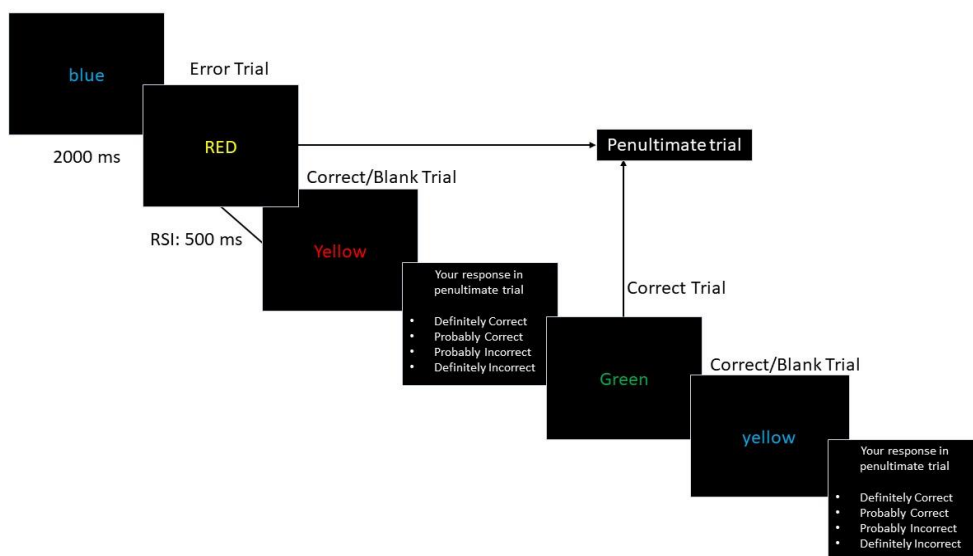 blue
Error Trial
RED
2000 ms
Penultimate trial
Correct/Blank Trial
RSI: 500 ms
Yellow
Your response in
penultimate trial
• Definitely Correct
• Probably Correct
• Probably Incorrect
• Definitely Incorrect
Correct Trial
Green
Correct/Blank Trial
yellow
Your response in
penultimate trial
• Definitely Correct
• Probably Correct
• Probably Incorrect
• Definitely Incorrect